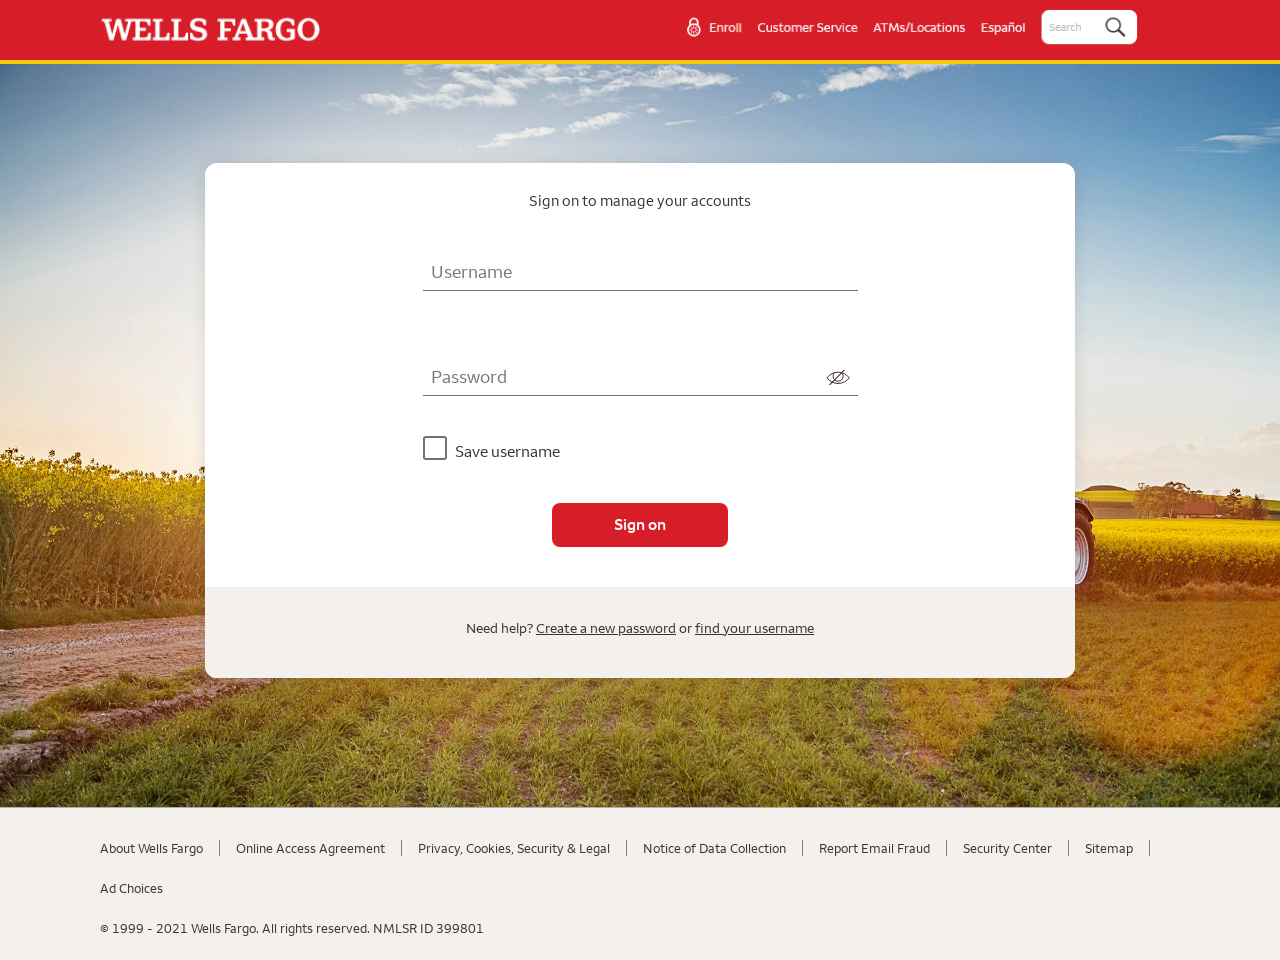 WELLS FARGO
Enroll Customer Service ATMs/Locations Español Search
Sign on to manage your accounts
Username
Password
Save username
Sign on
Need help? Create a new password or find your username
About Wells Fargo Online Access Agreement Privacy, Cookies, Security & Legal Notice of Data Collection Report Email Fraud Security Center Sitemap
Ad Choices
© 1999 - 2021 Wells Fargo. All rights reserved. NMLSR ID 399801